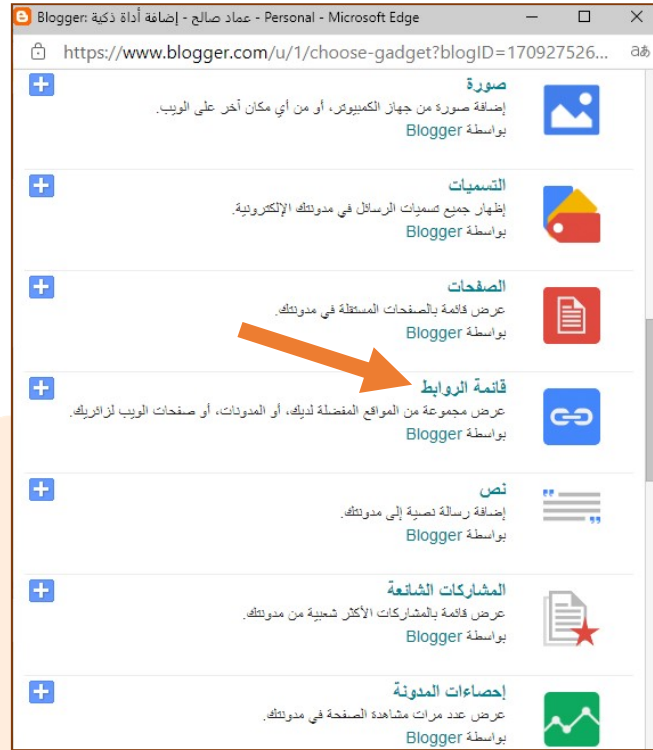 Blogger: عماد صالح - إضافة أداة ذكية - Personal - Microsoft Edge
https://www.blogger.com/u/1/choose-gadget?blogID=170927526...
صورة
إضافة صورة من جهاز الكمبيوتر، أو من أي مكان آخر على الويب.
بواسطة Blogger
التسميات
إظهار جميع تسميات الرسائل في مدونتك الإلكترونية.
بواسطة Blogger
الصفحات
عرض قائمة بالصفحات المستقلة في مدونتك.
بواسطة Blogger
قائمة الروابط
عرض مجموعة من المواقع المفضلة لديك، أو المدونات، أو صفحات الويب لزائريك.
بواسطة Blogger
نص
إضافة رسالة نصية إلى مدونتك.
بواسطة Blogger
المشاركات الشائعة
عرض قائمة بالمشاركات الأكثر شعبية من مدونتك.
بواسطة Blogger
إحصاءات المدونة
عرض عدد مرات مشاهدة الصفحة في مدونتك.
بواسطة Blogger